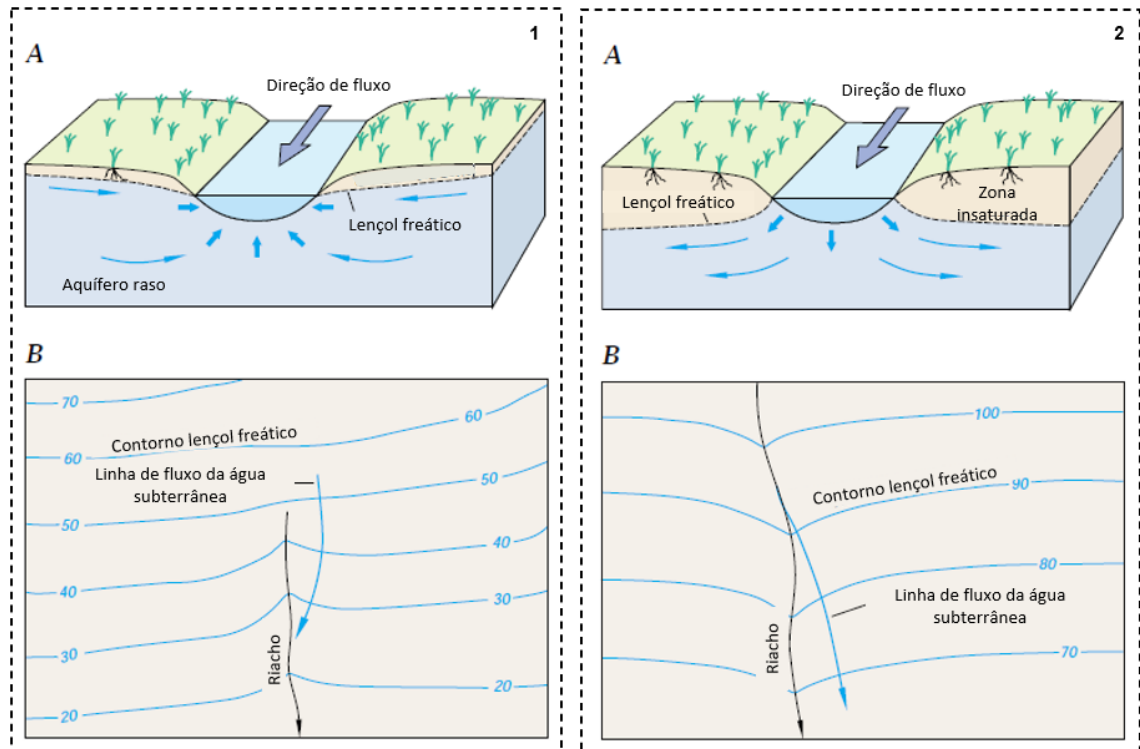 1
A
Direção de fluxo
Lençol freático
Aquífero raso
B
70
60
Contorno lençol freático
60
Linha de fluxo da água
subterrânea
50
50
40
40
30
30
Riacho
20
20
2
A
Direção de fluxo
Lençol freático
Zona
insaturada
B
100
Contorno lençol freático
90
80
Linha de fluxo da água
subterrânea
Riacho
70